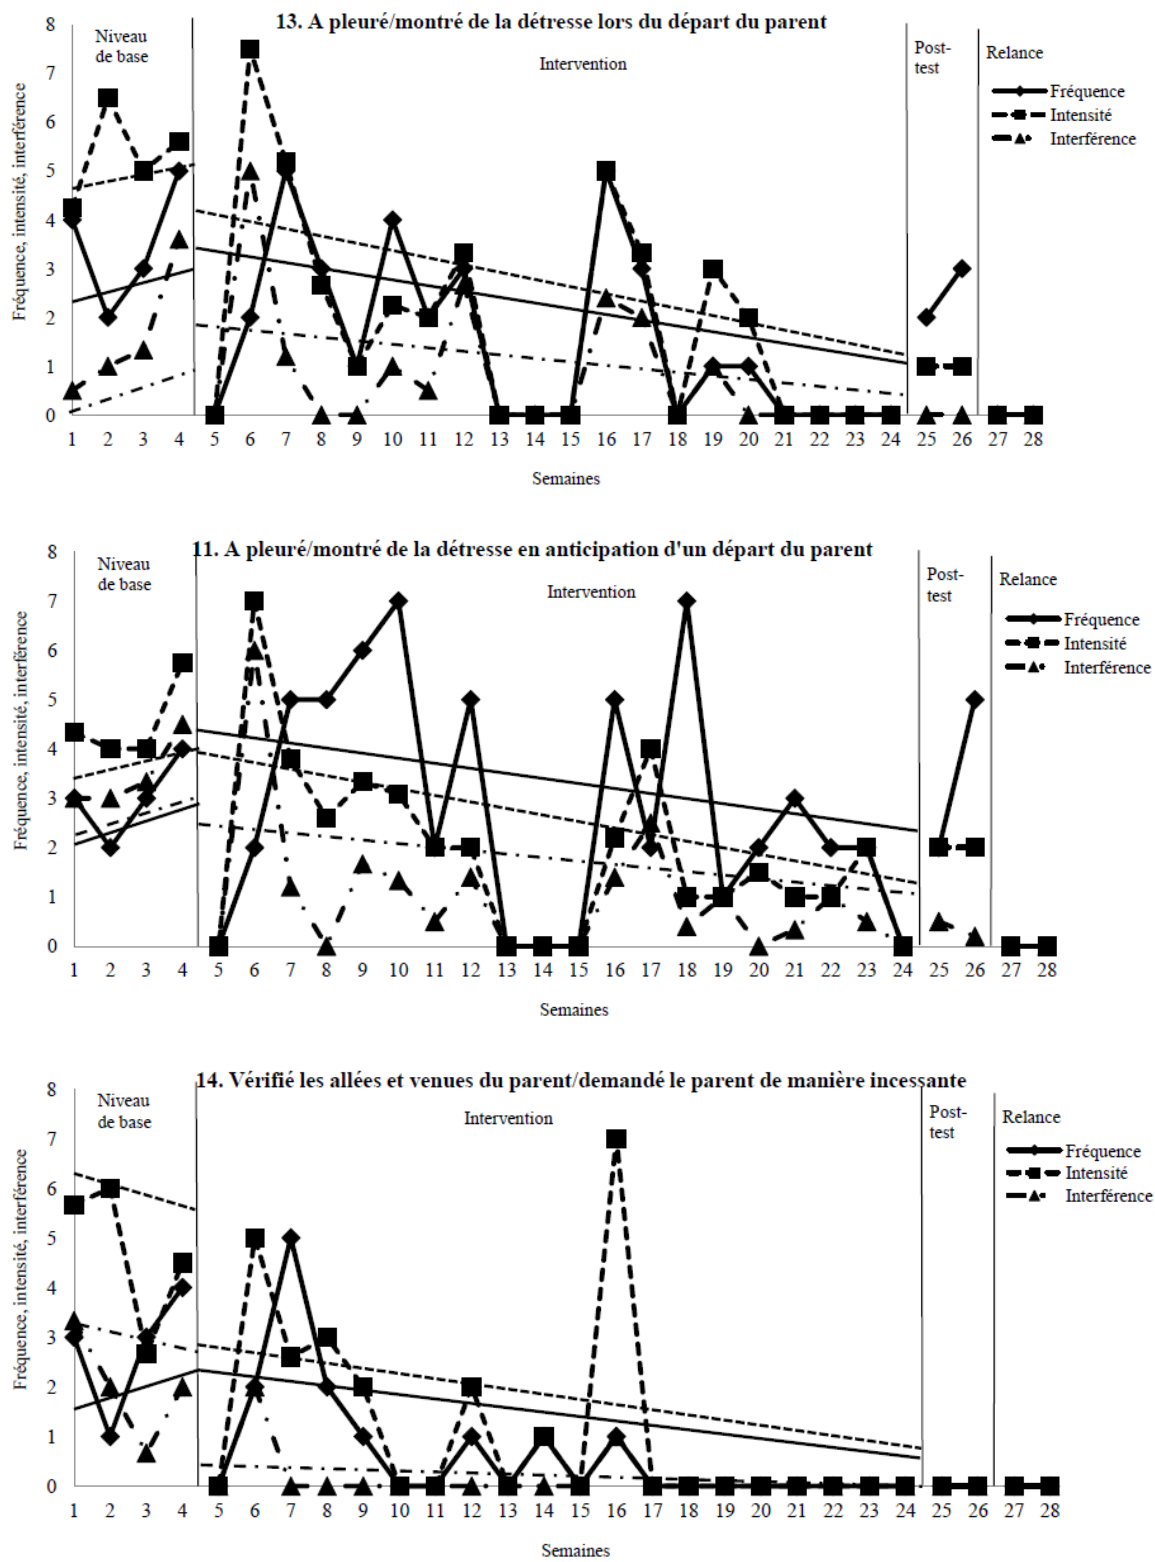 13. A pleuré/montré de la détresse lors du départ du parent
8
7
6
5
4
3
2
1
0
Fréquence, intensité, interférence
Niveau
de base
Intervention
Post-
test
Relance
Fréquence
Intensité
Interférence
1 2 3 4 5 6 7 8 9 10 11 12 13 14 15 16 17 18 19 20 21 22 23 24 25 26 27 28
Semaines
11. A pleuré/montré de la détresse en anticipation d'un départ du parent
8
7
6
5
4
3
2
1
0
Fréquence, intensité, interférence
Niveau
de base
Intervention
Post-
test
Relance
Fréquence
Intensité
Interférence
1 2 3 4 5 6 7 8 9 10 11 12 13 14 15 16 17 18 19 20 21 22 23 24 25 26 27 28
Semaines
14. Vérifié les allées et venues du parent/demandé le parent de manière incessante
8
7
6
5
4
3
2
1
0
Fréquence, intensité, interférence
Niveau
de base
Intervention
Post-
test
Relance
Fréquence
Intensité
Interférence
1 2 3 4 5 6 7 8 9 10 11 12 13 14 15 16 17 18 19 20 21 22 23 24 25 26 27 28
Semaines